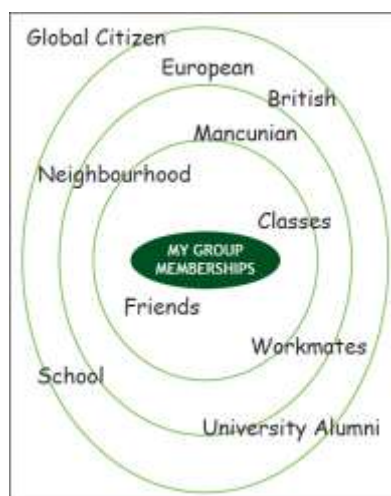 Global Citizen
European
British
Mancunian
Neighbourhood
Classes
MY GROUP
MEMBERSHIPS
Friends
Workmates
School
University Alumni